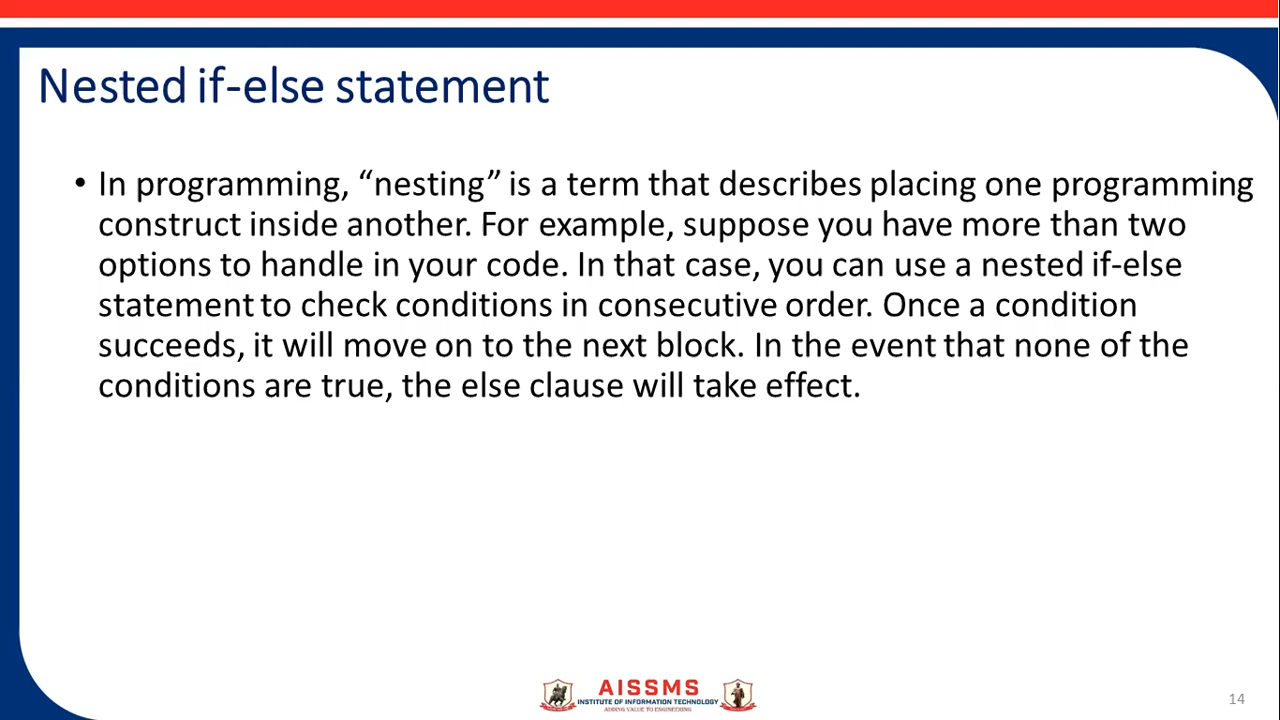 Nested if-else statement
• In programming, “nesting” is a term that describes placing one programming
construct inside another. For example, suppose you have more than two
options to handle in your code. In that case, you can use a nested if-else
statement to check conditions in consecutive order. Once a condition
succeeds, it will move on to the next block. In the event that none of the
conditions are true, the else clause will take effect.
AISSMS
INSTITUTE OF INFORMATION TECHNOLOGY
ADDING VALUE TO ENGINEERING
14